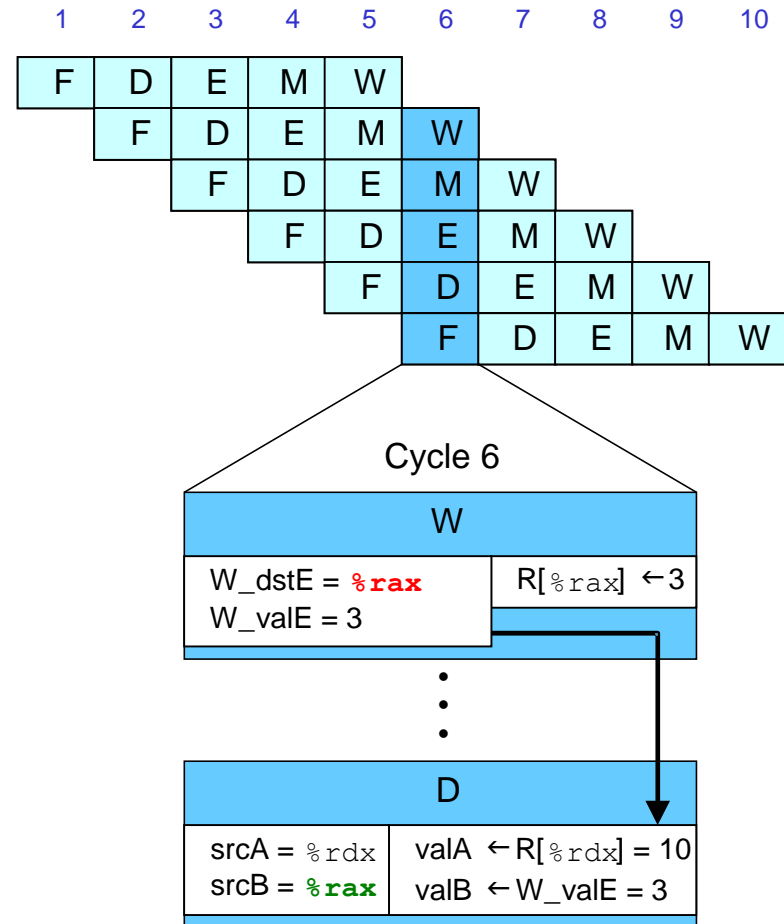 1 2 3 4 5 6 7 8 9 10
F D E M W
F D E M W
F D E M W
F D E M W
F D E M W
F D E M W
Cycle 6
W
W_dstE = %rax R[%rax] ←3
W_valE = 3
D
srcA = %rdx valA ←R[%rdx] = 10
srcB = %rax valB ←W_valE = 3